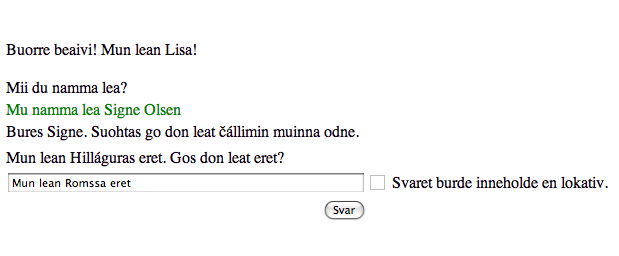 Buorre beaivi! Mun lean Lisa!
Mii du namma lea?
Mu namma lea Signe Olsen
Bures Signe. Suohtas go don leat čállimin muinna odne.
Mun lean Hilláguras eret. Gos don leat eret?
Mun lean Romssa eret Svaret burde inneholde en lokativ.
Svar